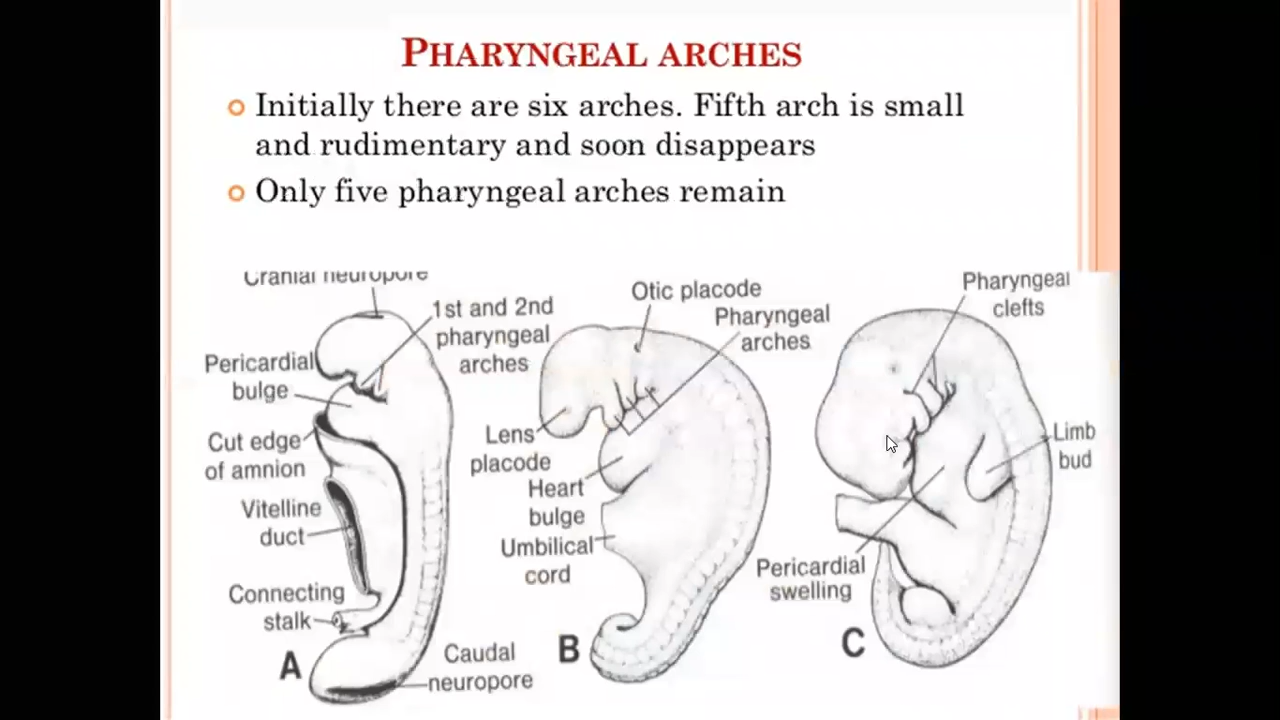 PHARYNGEAL ARCHES
Initially there are six arches. Fifth arch is small
and rudimentary and soon disappears
Only five pharyngeal arches remain
Cranial neuropore
1st and 2nd
pharyngeal
arches
Pericardial
bulge
Cut edge
of amnion
Vitelline
duct
Connecting
stalk
A
Caudal
neuropore
Otic placode
Pharyngeal
arches
Lens
placode
Heart
bulge
Umbilical
cord
B
Pharyngeal
clefts
Limb
bud
Pericardial
swelling
C